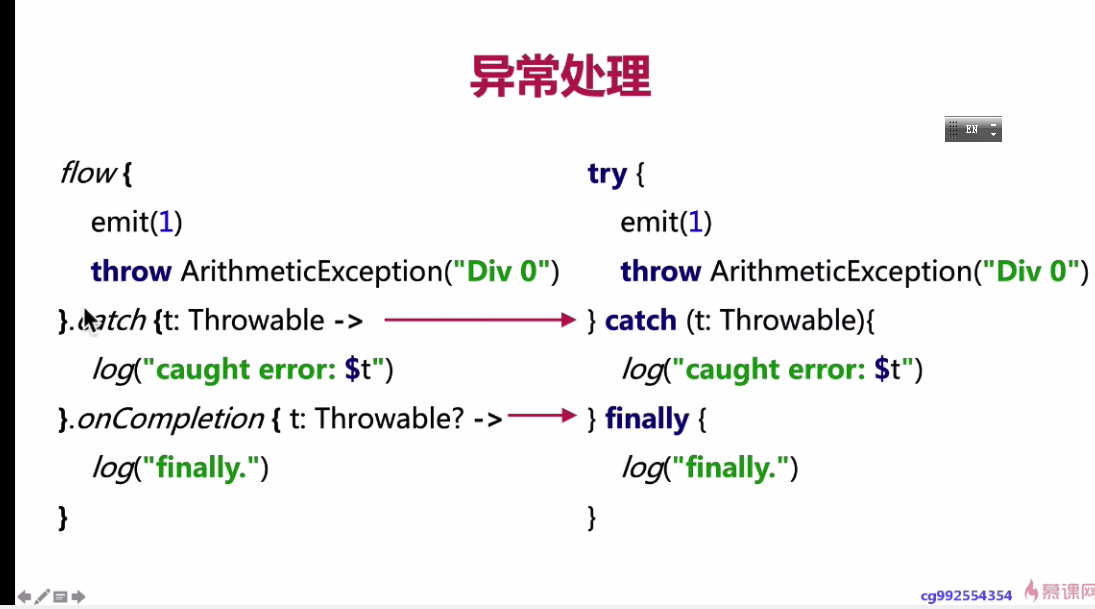 异常处理
EN
flow {
emit(1)
throw ArithmeticException("Div 0")
}.catch {t: Throwable ->
log("caught error: $t")
}.onCompletion { t: Throwable? ->
log("finally.")
}
try {
emit(1)
throw ArithmeticException("Div 0")
} catch (t: Throwable){
log("caught error: $t")
} finally {
log("finally.")
}
cg992554354
慕课网